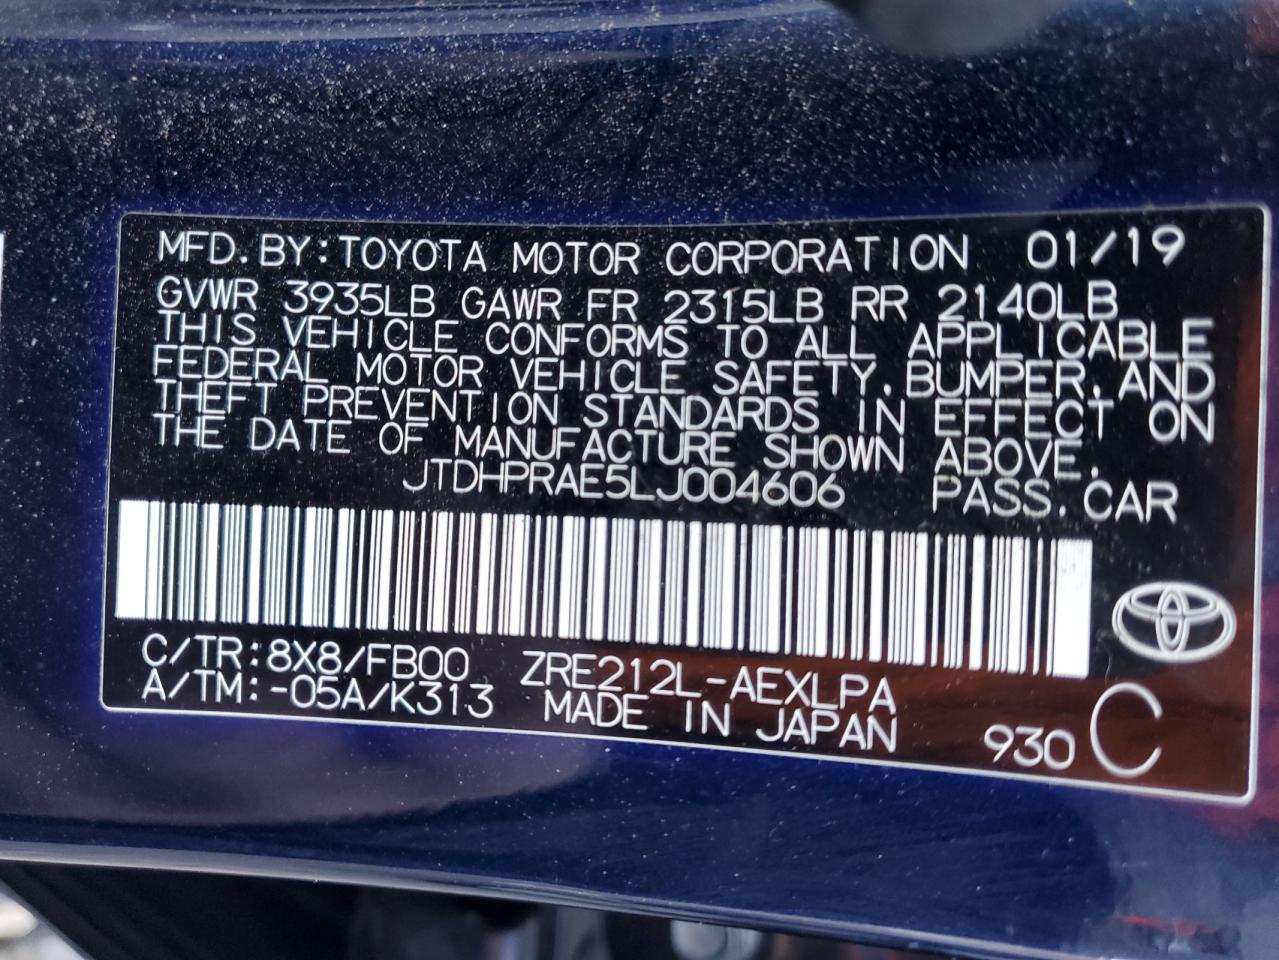 MFD. BY: TOYOTA MOTOR CORPORATION 01/19
GVWR 3935LB GAWR FR 2315LB RR 2140LB
THIS VEHICLE CONFORMS TO ALL APPLICABLE
FEDERAL MOTOR VEHICLE SAFETY, BUMPER, AND
THEFT PREVENTION STANDARDS IN EFFECT ON
THE DATE OF MANUFACTURE SHOWN ABOVE.
JTDHPRAE5LJ004606 PASS. CAR
C/TR: 8X8/FB00 ZRE212L-AEXLPA
A/TM: -05A/K313 MADE IN JAPAN 930 C